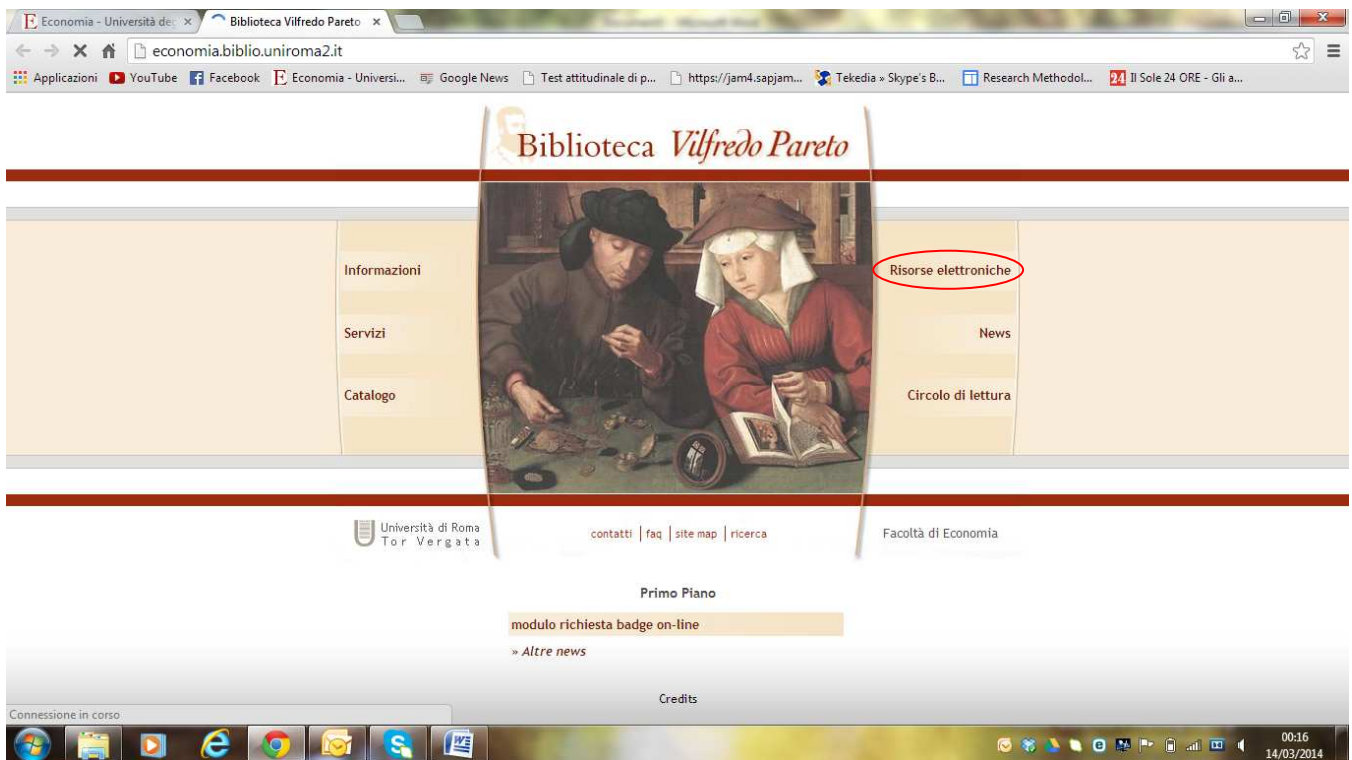 Economia - Università de
Biblioteca Vilfredo Pareto
economia.biblio.uniroma2.it
Applicazioni
YouTube
Facebook
Economia - Universi...
Google News
Test attitudinale di p...
https://jam4.sapjam...
Tekedia » Skype's B...
Research Methodol...
24 Il Sole 24 ORE - Gli a...
Biblioteca Vilfredo Pareto
Informazioni
Servizi
Catalogo
Risorse elettroniche
News
Circolo di lettura
Università di Roma
Tor Vergata
contatti | faq | site map | ricerca
Facoltà di Economia
Primo Piano
modulo richiesta badge on-line
» Altre news
Credits
Connessione in corso
00:16
14/03/2014